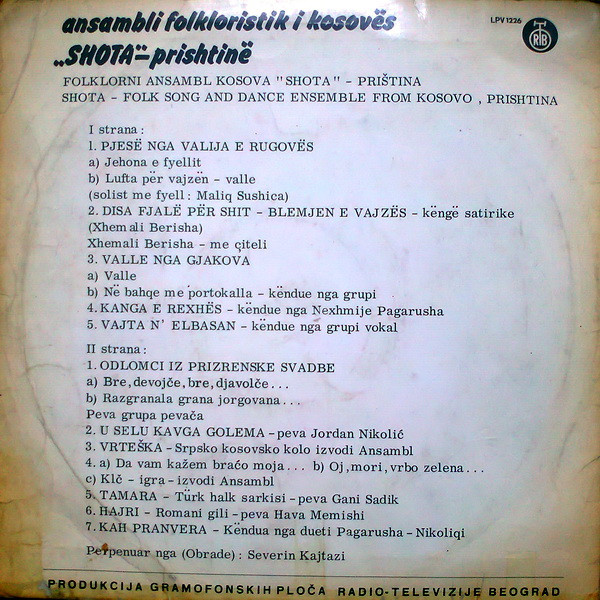 ansambli folkloristik i kosovës
LPV 1226
RTB
„SHOTA" – prishtinë
FOLKLORNI ANSAMBL KOSOVA "SHOTA" - PRIŠTINA
SHOTA - FOLK SONG AND DANCE ENSEMBLE FROM KOSOVO , PRISHTINA
I strana :
1. PJESË NGA VALIJA E RUGOVËS
a) Jehona e fyellit
b) Lufta për vajzën - valle
(solist me fyell : Maliq Sushica)
2. DISA FJALË PËR SHIT - BLEMJEN E VAJZËS - këngë satirike
(Xhemali Berisha)
Xhemali Berisha - me çiteli
3. VALLE NGA GJAKOVA
a) Valle
b) Në bahqe me portokalla - këndue nga grupi
4. KANGA E REXHËS - këndue nga Nexhmije Pagarusha
5. VAJTA N' ELBASAN - këndue nga grupi vokal
II strana :
1. ODLOMCI IZ PRIZRENSKE SVADBE
a) Bre, devojče, bre, djavolče . . .
b) Razgranala grana jorgovana . . .
Peva grupa pevača
2. U SELU KAVGA GOLEMA - peva Jordan Nikolić
3. VRTEŠKA - Srpsko kosovsko kolo izvodi Ansambl
4. a) Da vam kažem braćo moja . . . b) Oj, mori, vrbo zelena . . .
c) Klč - igra - izvodi Ansambl
5. TAMARA - Türk halk sarkisi - peva Gani Sadik
6. HAJRI - Romani gili - peva Hava Memishi
7. KAH PRANVERA - Këndua nga dueti Pagarusha - Nikoliqi
Perpenuar nga (Obrade) : Severin Kajtazi
PRODUKCIJA GRAMOFONSKIH PLOČA RADIO-TELEVIZIJE BEOGRAD